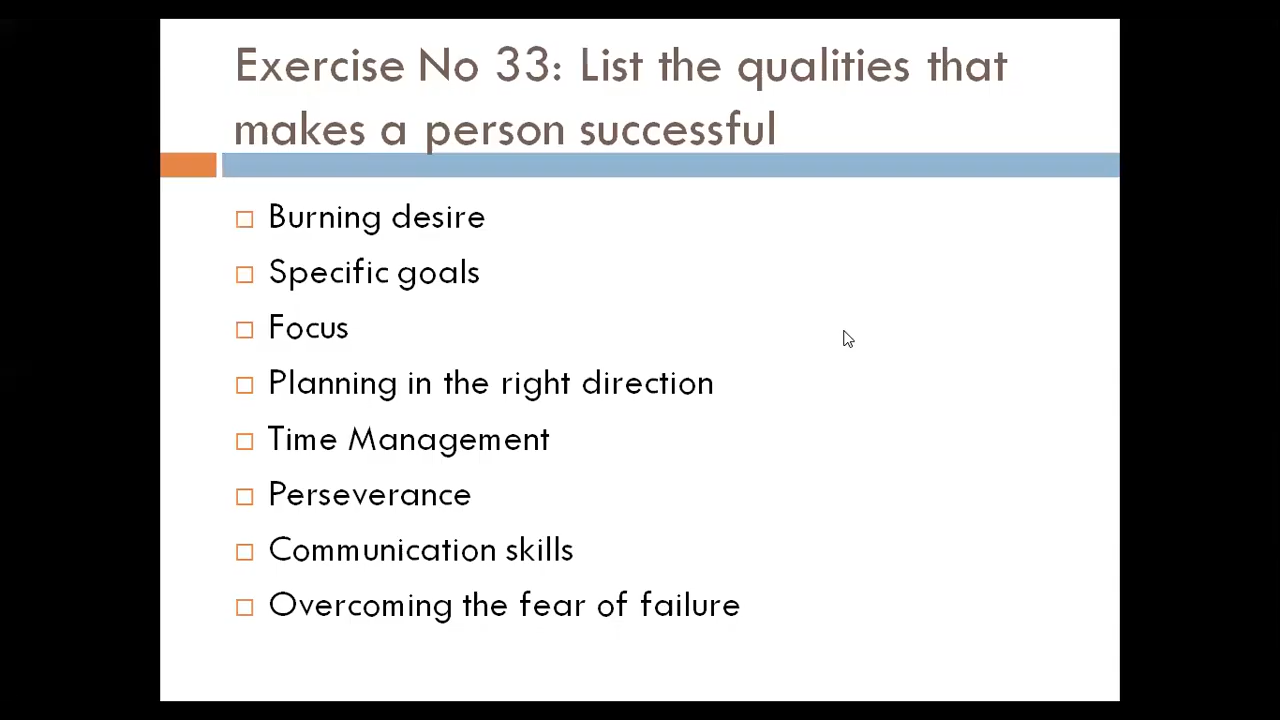 Exercise No 33: List the qualities that
makes a person successful
Burning desire
Specific goals
Focus
Planning in the right direction
Time Management
Perseverance
Communication skills
Overcoming the fear of failure